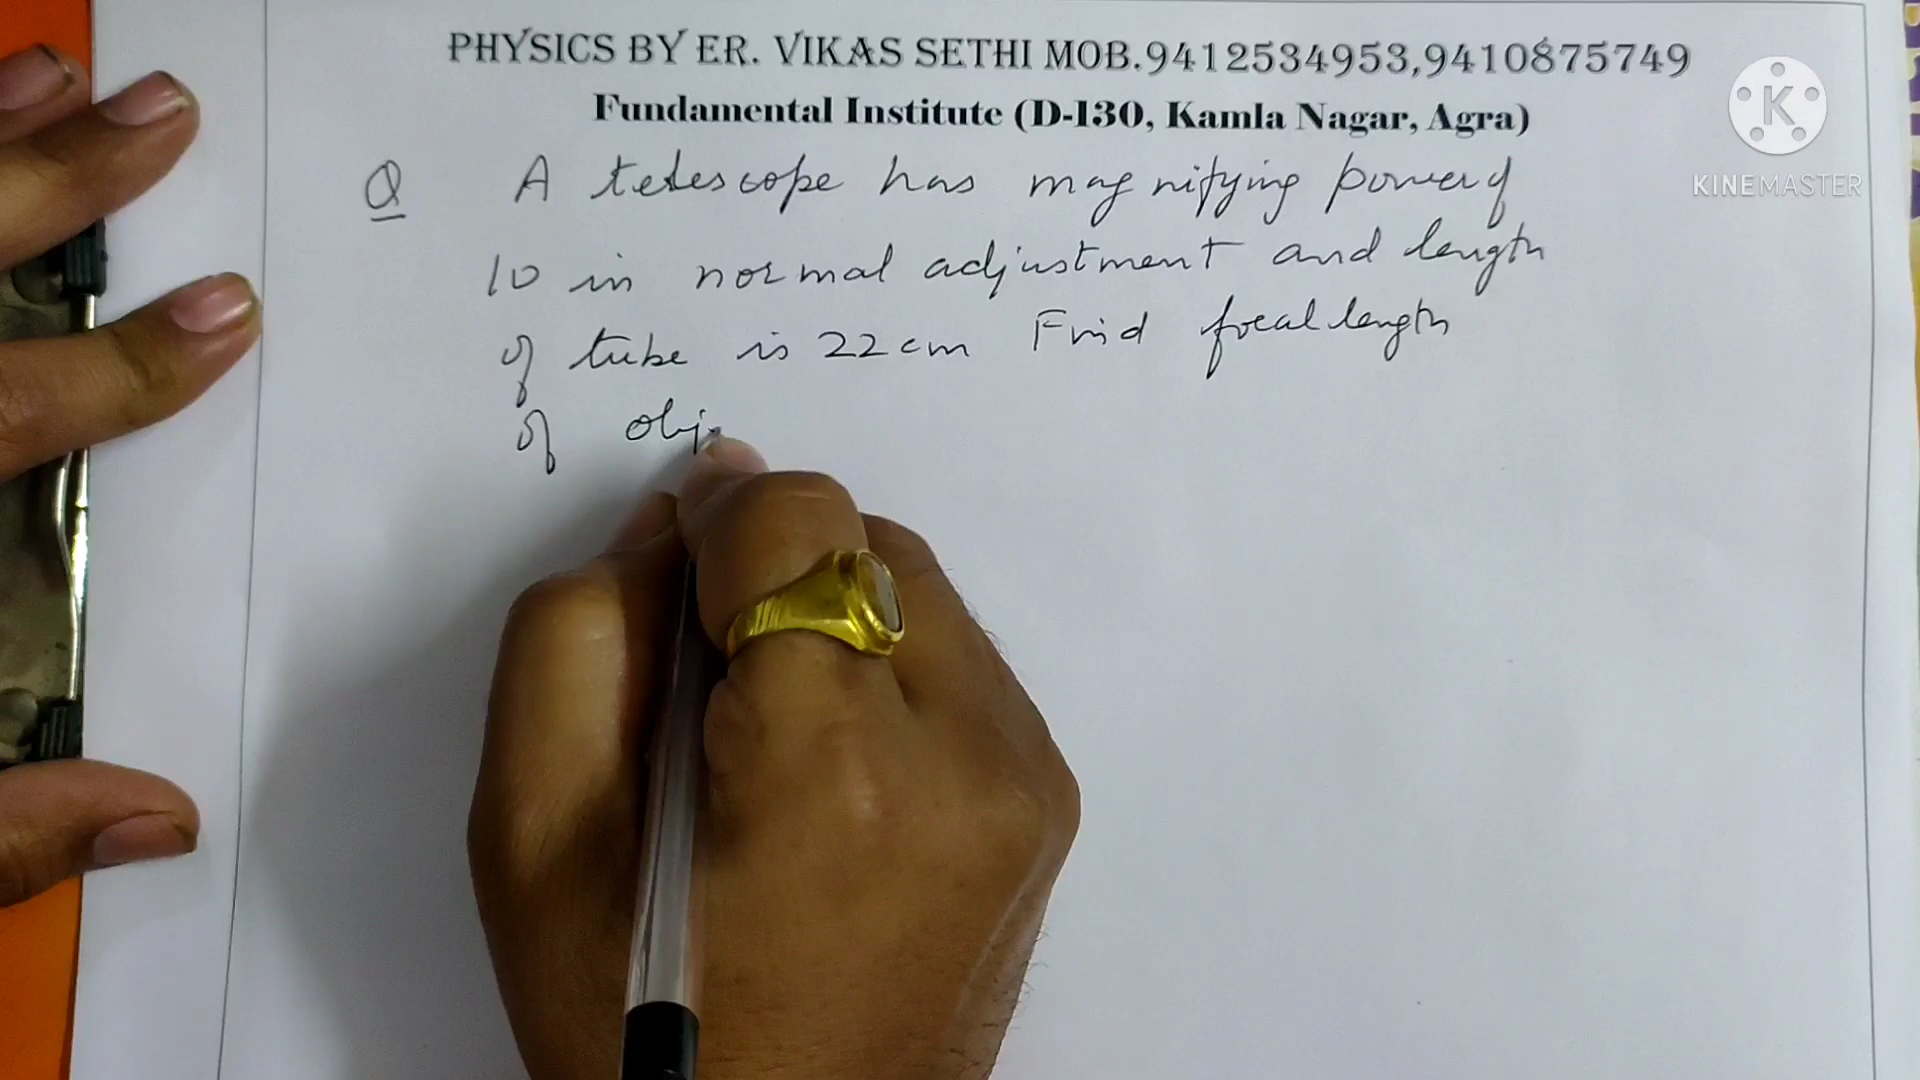 PHYSICS BY ER. VIKAS SETHI MOB.9412534953,9410875749
Fundamental Institute (D-130, Kamla Nagar, Agra)
K
KINEMASTER
Q A telescope has magnifying power of
10 in normal adjustment and length
of tube is 22 cm Find focal length
of obj